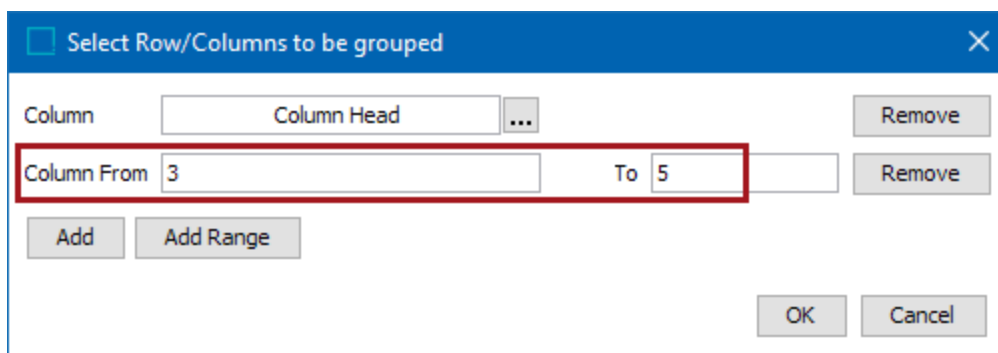 Select Row/Columns to be grouped
Column Column Head ... Remove
Column From 3 To 5 Remove
Add Add Range
OK Cancel